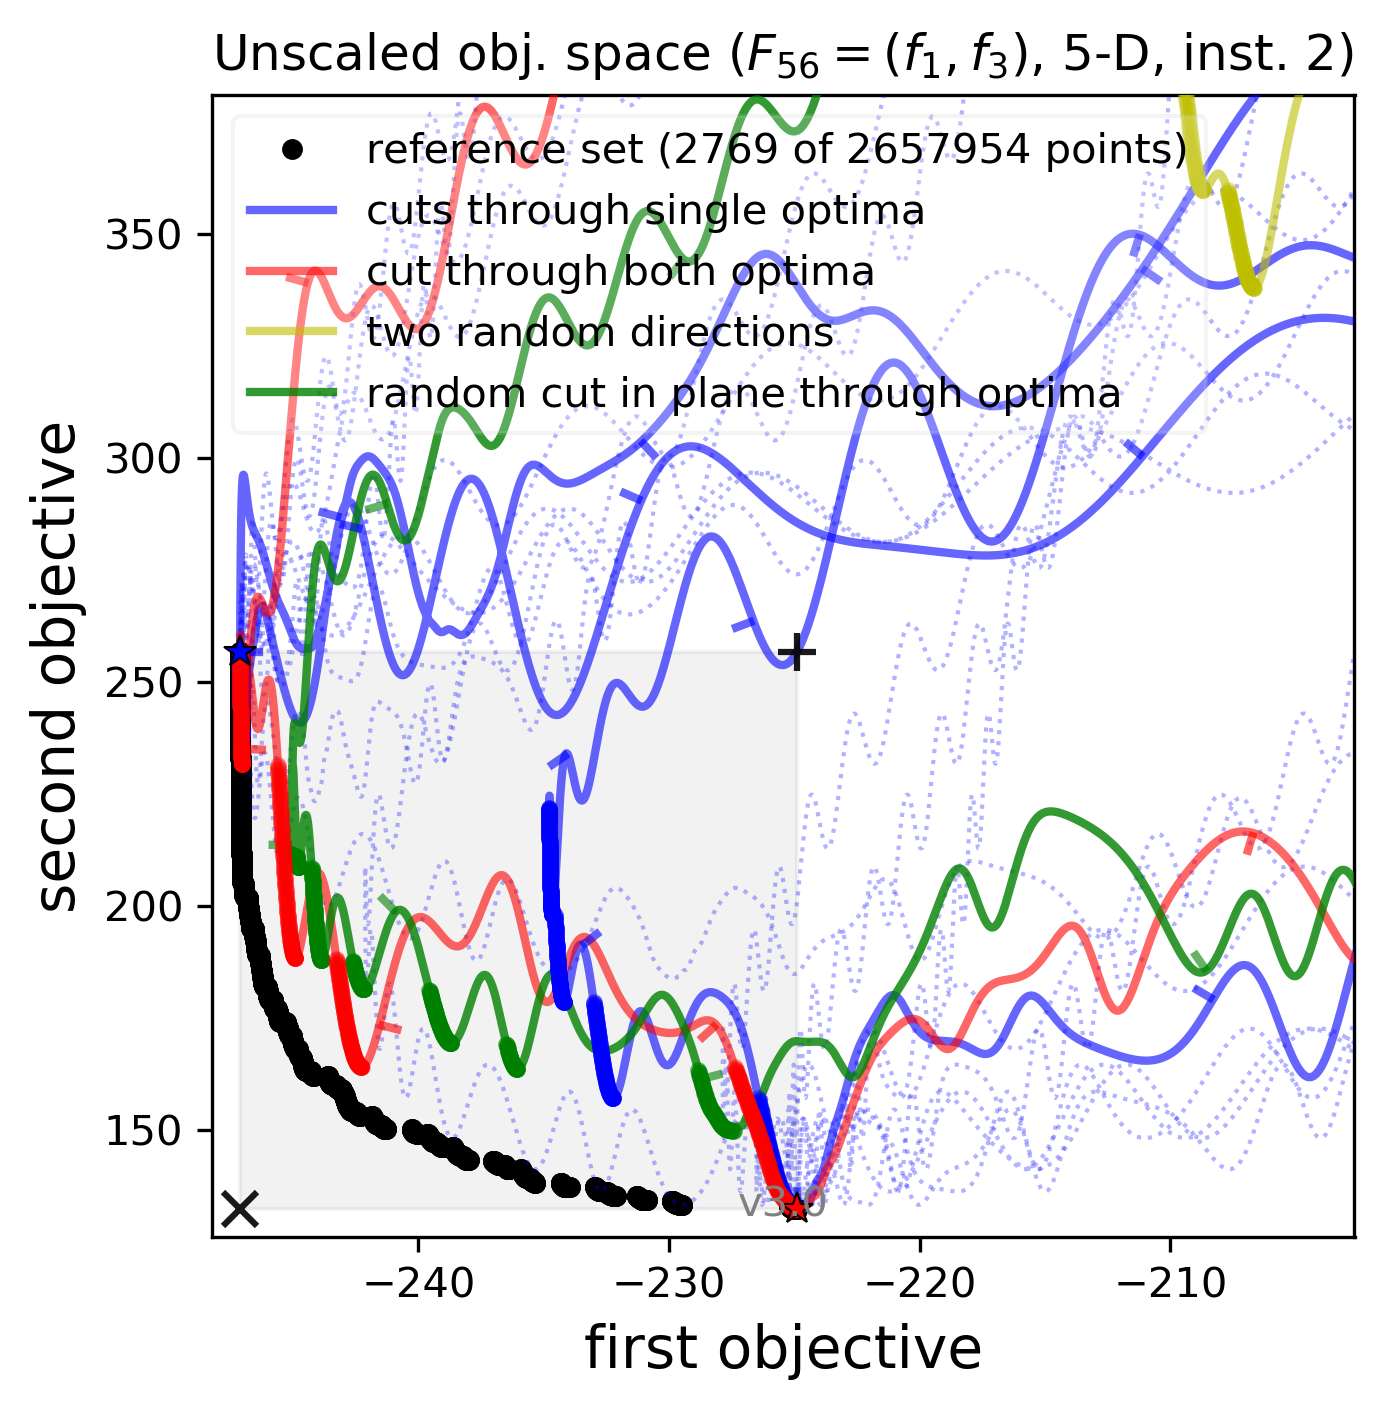 Unscaled obj. space (F56 = (f1, f3), 5-D, inst. 2)
reference set (2769 of 2657954 points)
cuts through single optima
cut through both optima
two random directions
random cut in plane through optima
350
300
250
200
150
second objective
v3.0
−240
−230
−220
−210
first objective